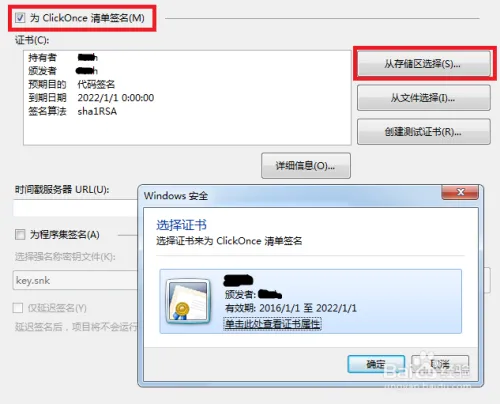 为 ClickOnce 清单签名(M)
证书(C):
持有者
颁发者
预期目的 代码签名
到期日期 2022/1/1 0:00:00
签名算法 sha1RSA
从存储区选择(S)...
从文件选择(I)...
创建测试证书(R)...
详细信息(O)...
时间戳服务器 URL(U):
Windows 安全
选择证书
选择证书来为 ClickOnce 清单签名
颁发者:
有效期: 2016/1/1 至 2022/1/1
单击此处查看证书属性
确定
取消
为程序集签名(A)
选择强名称密钥文件(K):
key.snk
仅延迟签名(Y)
延迟签名后，项目将不会运行
Baidu 经验
jingyan.baidu.com